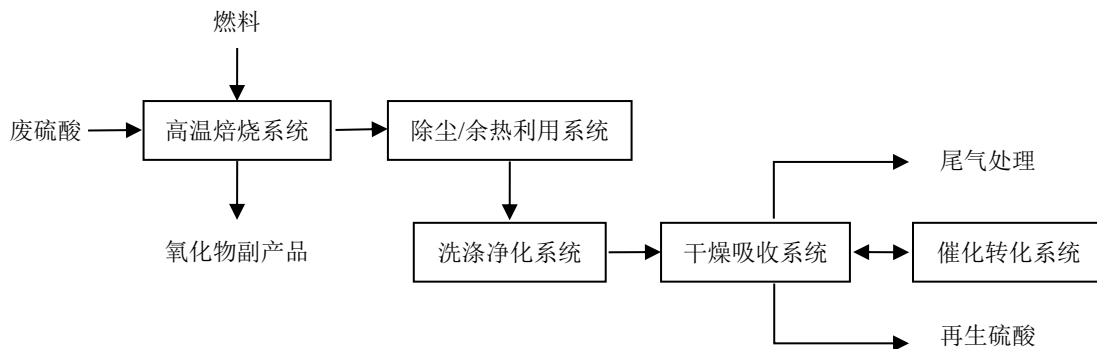 燃料
废硫酸
高温焙烧系统
除尘/余热利用系统
尾气处理
氧化物副产品
洗涤净化系统
干燥吸收系统
催化转化系统
再生硫酸